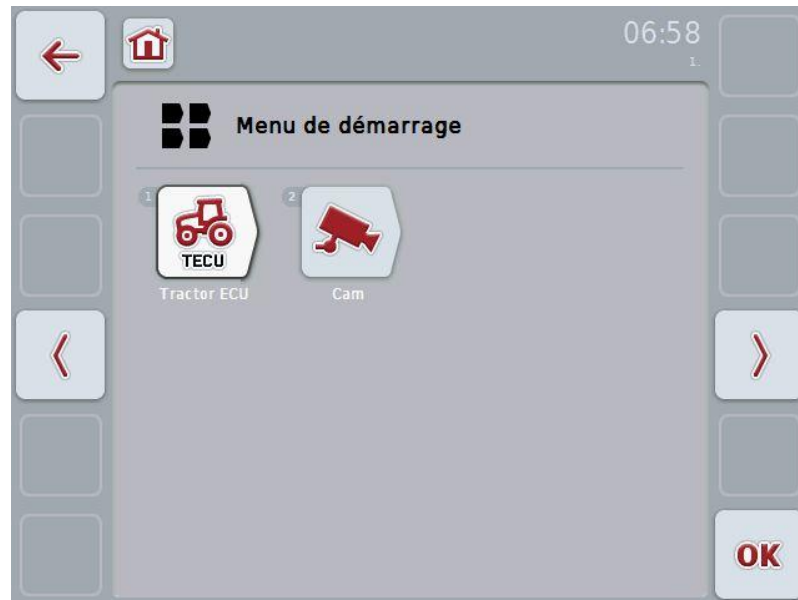 06:58
1.
Menu de démarrage
1
2
TECU
Tractor ECU
Cam
OK